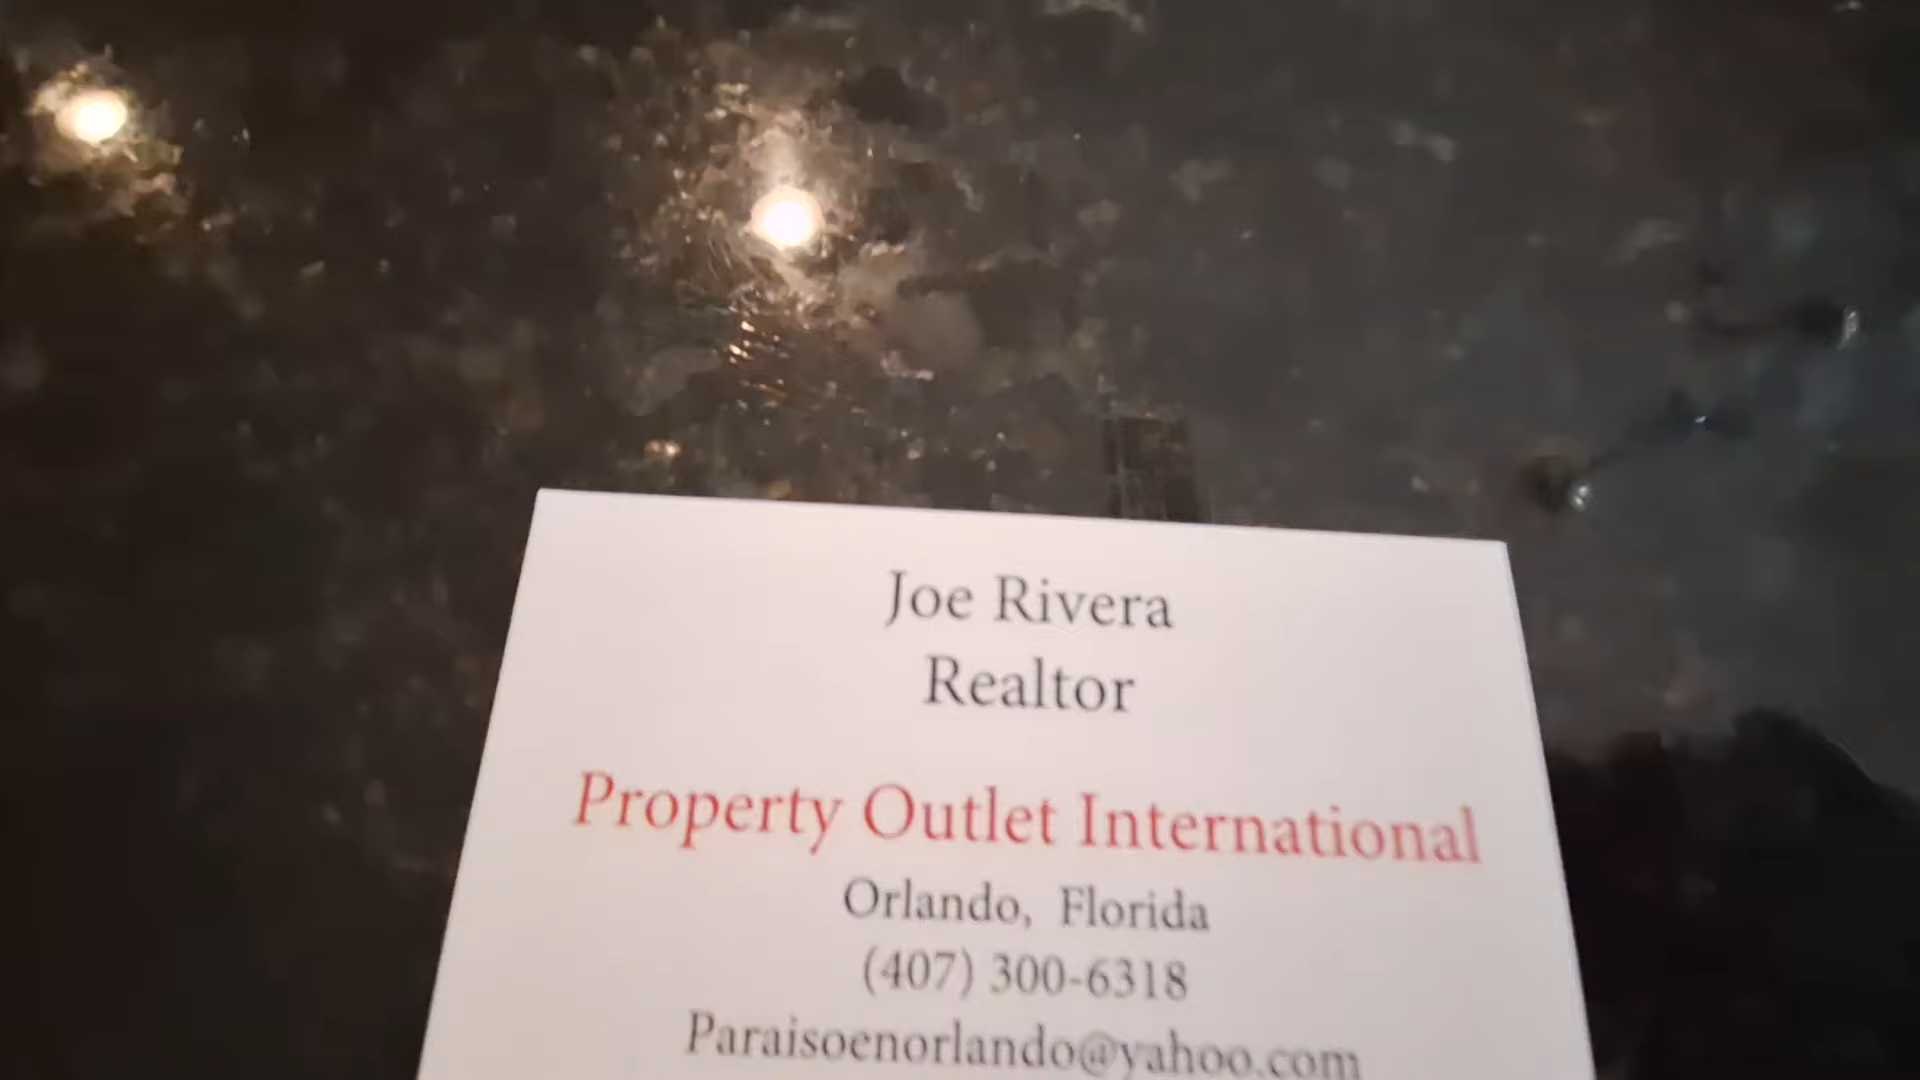 Joe Rivera
Realtor
Property Outlet International
Orlando, Florida
(407) 300-6318
Paraisoenorlando@yahoo.com